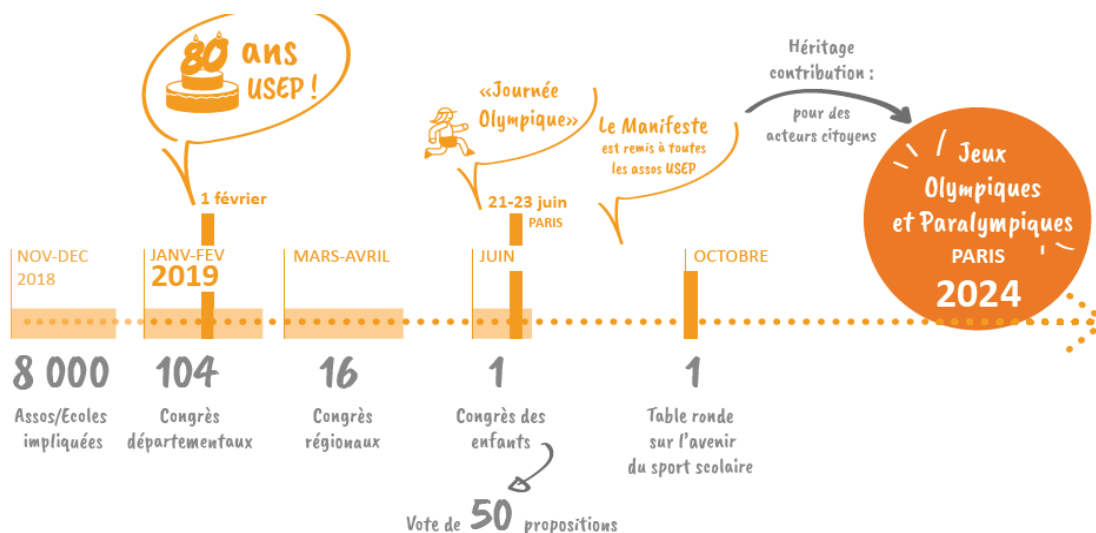 80 ans
USEP !
«Journée
Olympique»
Le Manifeste
est remis à toutes
les assos USEP
Héritage
contribution :
pour des
acteurs citoyens
Jeux
Olympiques
et Paralympiques
PARIS
2024
1 février
21-23 juin
PARIS
NOV-DEC
2018
JANV-FEV
2019
MARS-AVRIL
JUIN
OCTOBRE
8 000
Assos/Ecoles
impliquées
104
Congrès
départementaux
16
Congrès
régionaux
1
Congrès des
enfants
1
Table ronde
sur l'avenir
du sport scolaire
Vote de 50 propositions